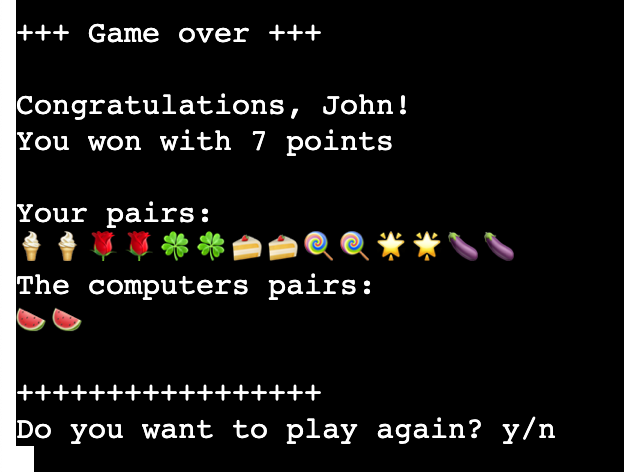 +++ Game over +++
Congratulations, John!
You won with 7 points
Your pairs:
🍦🍦🌹🌹🍀🍀🍰🍰🍭🍭🌟🌟🍆🍆
The computers pairs:
🍉🍉
+++++++++++++++++
Do you want to play again? y/n